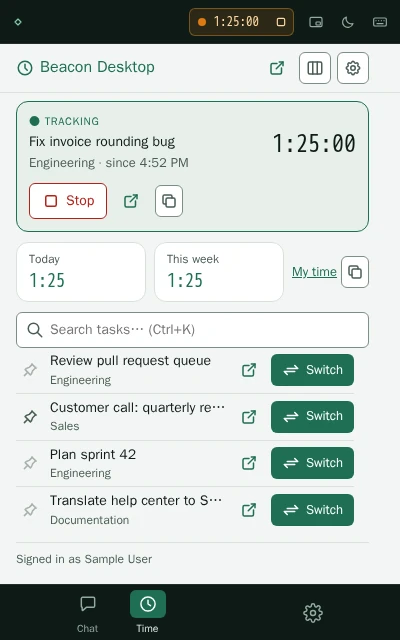 1:25:00
Beacon Desktop
TRACKING
Fix invoice rounding bug
1:25:00
Engineering · since 4:52 PM
Stop
Today
1:25
This week
1:25
My time
Search tasks… (Ctrl+K)
Review pull request queue
Engineering
Switch
Customer call: quarterly re…
Sales
Switch
Plan sprint 42
Engineering
Switch
Translate help center to S…
Documentation
Switch
Signed in as Sample User
Chat
Time